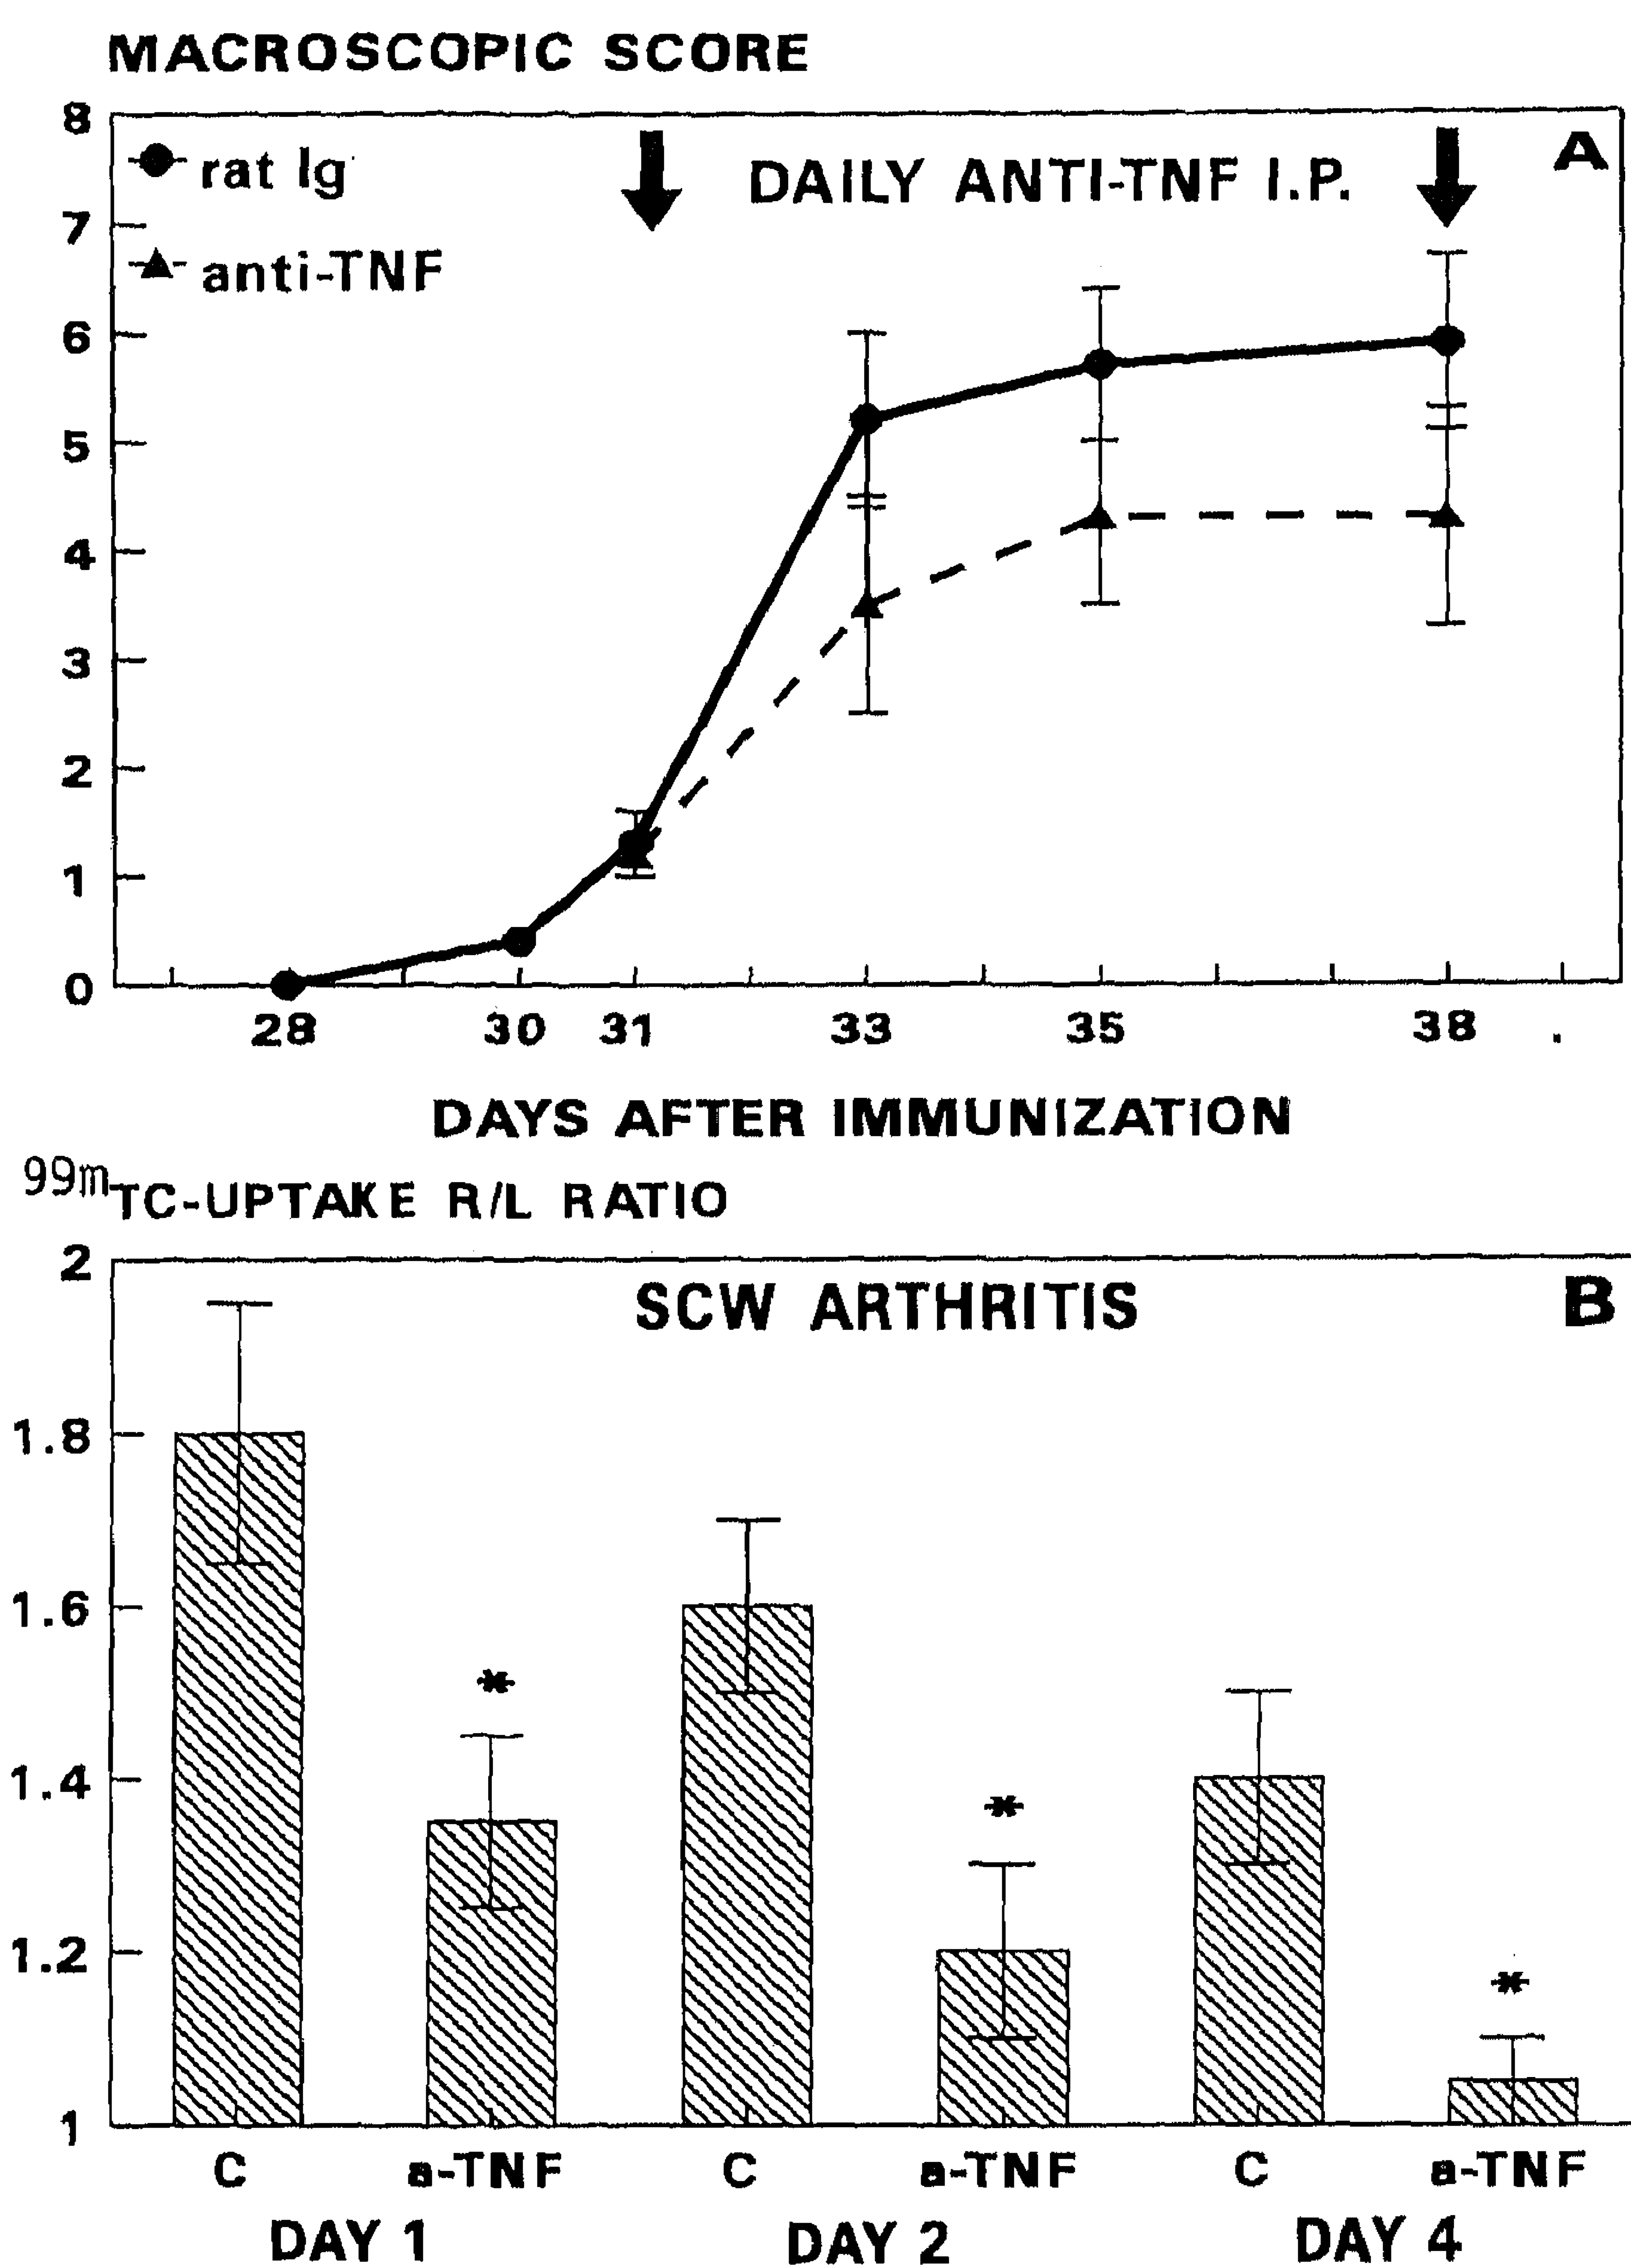 MACROSCOPIC SCORE
8
A
rat Ig
DAILY ANTI-TNF I.P.
7
anti-TNF
6
5
4
3
2
1
0
28 30 31 33 35 38
DAYS AFTER IMMUNIZATION
99mTC-UPTAKE R/L RATIO
2
SCW ARTHRITIS
B
1.8
1.6
*
1.4
*
1.2
*
1
C a-TNF C a-TNF C a-TNF
DAY 1 DAY 2 DAY 4